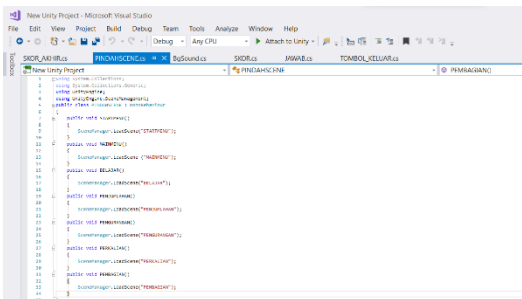 New Unity Project - Microsoft Visual Studio
File Edit View Project Build Debug Team Tools Analyze Window Help
Debug Any CPU Attach to Unity
SKOR_AKHIR.cs PINDAHSCENE.cs BgSound.cs SKOR.cs JAWAB.cs TOMBOL_KELUAR.cs
Toolbox
New Unity Project PINDAHSCENE PEMBAGIAN()
using System.Collections;
using System.Collections.Generic;
using UnityEngine;
using UnityEngine.SceneManagement;
public class PINDAHSCENE : MonoBehaviour
{
public void STARTMENU()
{
SceneManager.LoadScene("STARTMENU");
}
public void MAINMENU()
{
SceneManager.LoadScene ("MAINMENU");
}
public void BELAJAR()
{
SceneManager.LoadScene("BELAJAR");
}
public void PENJUMLAHAN()
{
SceneManager.LoadScene("PENJUMLAHAN");
}
public void PENGURANGAN()
{
SceneManager.LoadScene("PENGURANGAN");
}
public void PERKALIAN()
{
SceneManager.LoadScene("PERKALIAN");
}
public void PEMBAGIAN()
{
SceneManager.LoadScene("PEMBAGIAN");
}